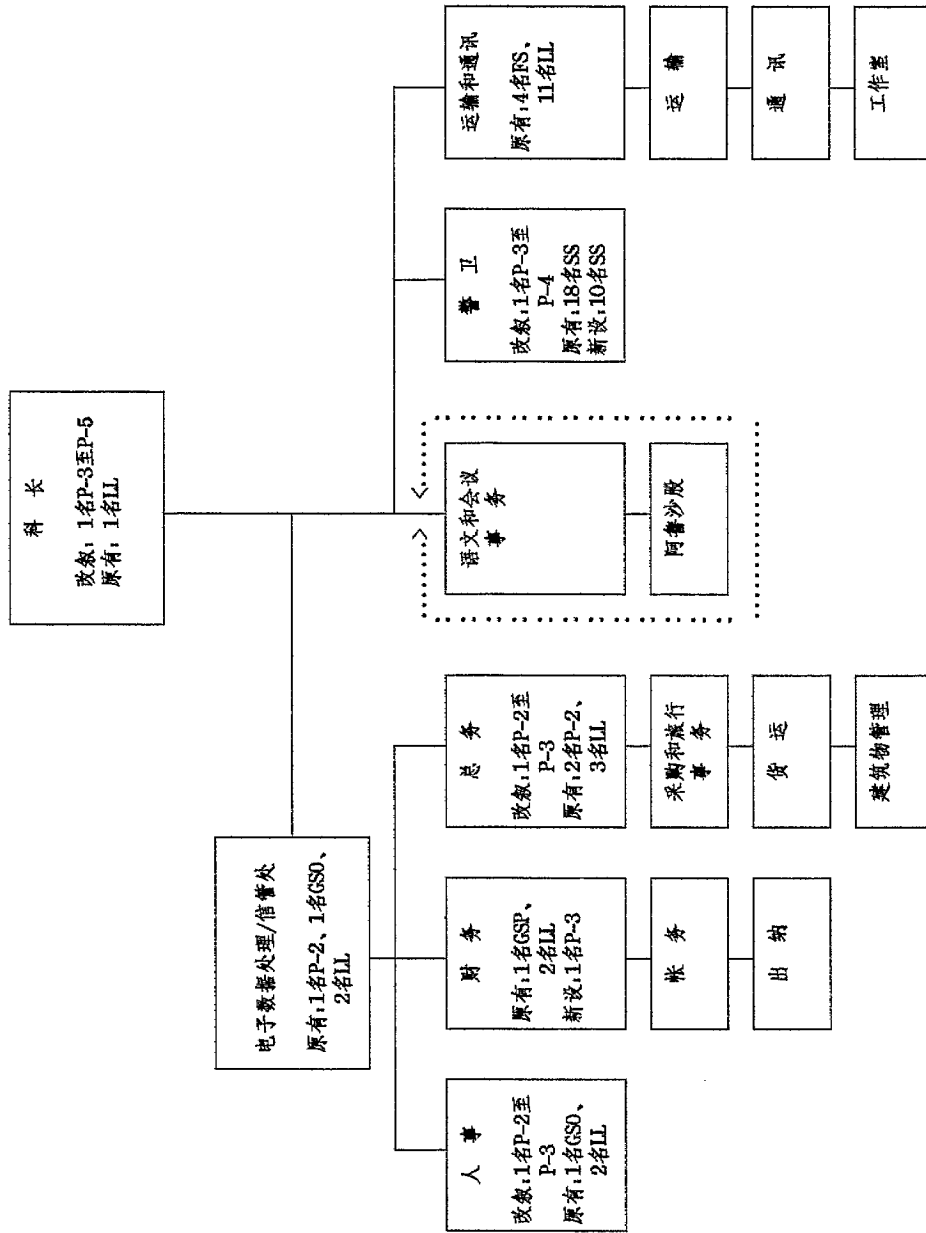 科 长
改叙：1名P-3至P-5
原有：1名LL
电子数据处理/信管处
原有：1名P-2、1名GSO、
2名LL
人 事
改叙：1名P-2至
P-3
原有：1名GSO、
2名LL
财 务
原有：1名GSP、
2名LL
新设：1名P-3
帐 务
出 纳
总 务
改叙：1名P-2至
P-3
原有：2名P-2、
3名LL
采购和旅行
事 务
货 运
建筑物管理
语文和会议
事 务
阿鲁沙股
警 卫
改叙：1名P-3至
P-4
原有：18名SS
新设：10名SS
运输和通讯
原有：4名FS、
11名LL
运 输
通 讯
工作室